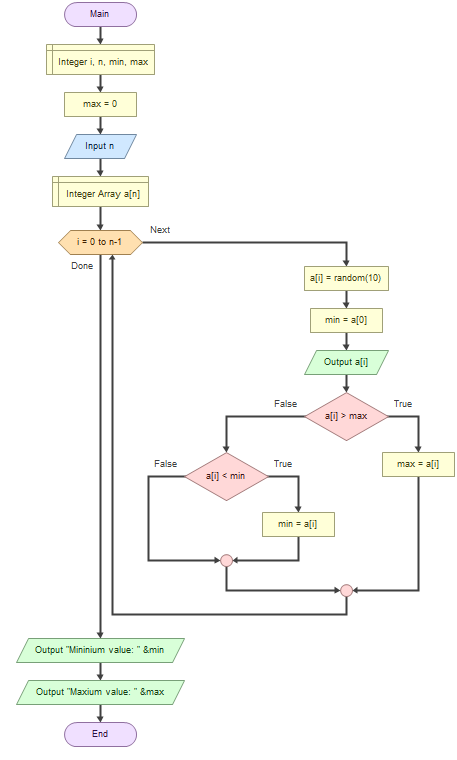 Main
Integer i, n, min, max
max = 0
Input n
Integer Array a[n]
i = 0 to n-1
Next
Done
a[i] = random(10)
min = a[0]
Output a[i]
a[i] > max
False
True
max = a[i]
a[i] < min
False
True
min = a[i]
Output "Mininium value: " &min
Output "Maxium value: " &max
End